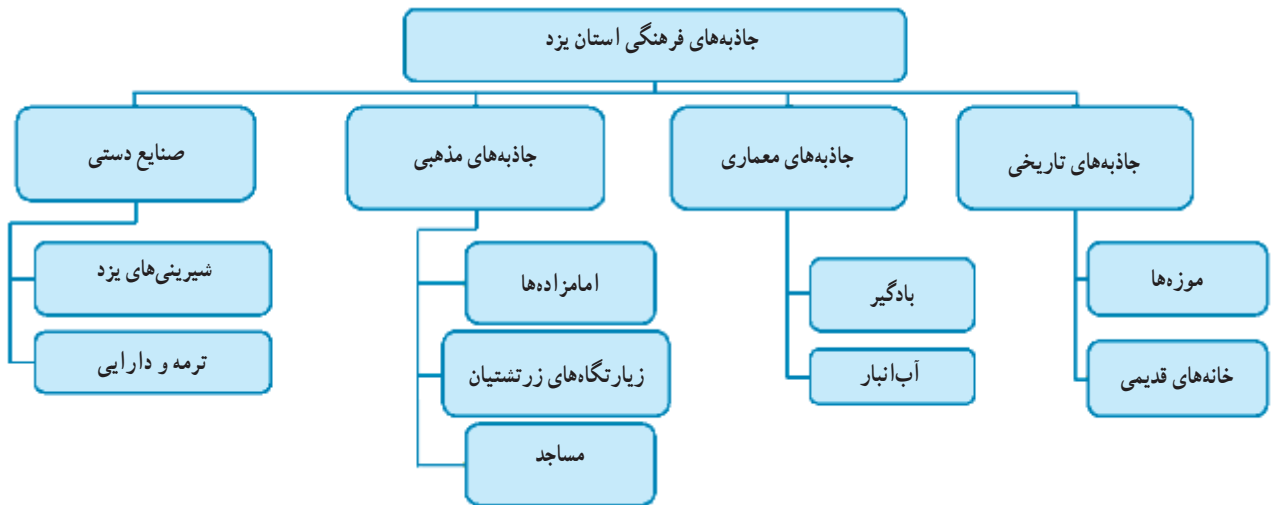 جاذبه‌های فرهنگی استان یزد
جاذبه‌های تاریخی
موزه‌ها
خانه‌های قدیمی
جاذبه‌های معماری
بادگیر
آب‌انبار
جاذبه‌های مذهبی
امامزاده‌ها
زیارتگاه‌های زرتشتیان
مساجد
صنایع دستی
شیرینی‌های یزد
ترمه و دارایی